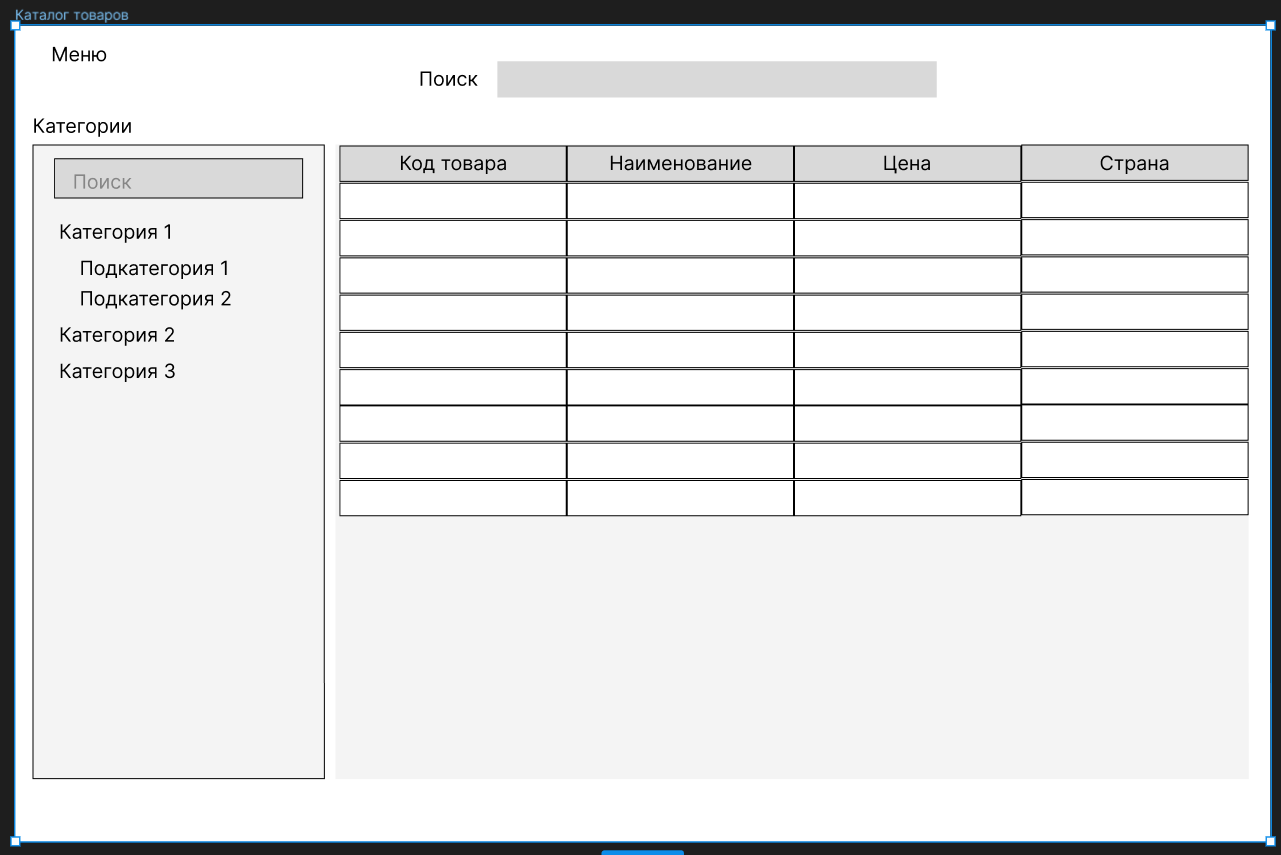 Каталог товаров
Меню
Поиск
Категории
Поиск
Категория 1
Подкатегория 1
Подкатегория 2
Категория 2
Категория 3
Код товара Наименование Цена Страна